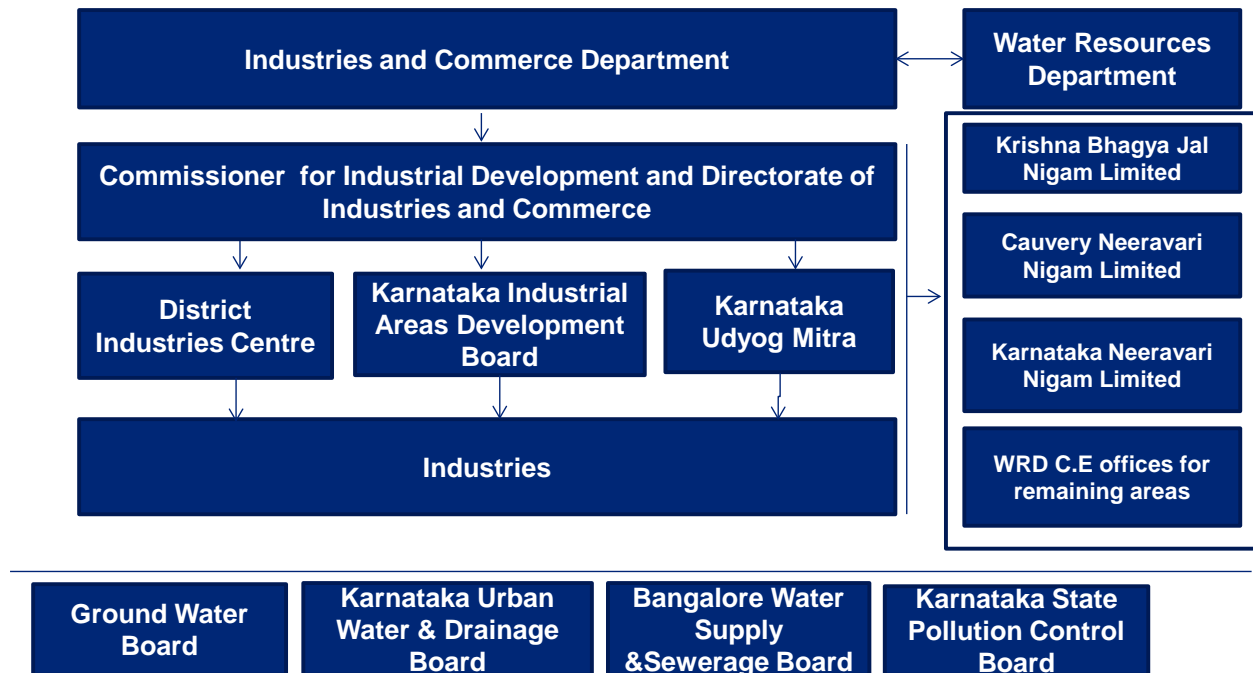 Industries and Commerce Department
Water Resources
Department
Commissioner for Industrial Development and Directorate of
Industries and Commerce
District
Industries Centre
Karnataka Industrial
Areas Development
Board
Karnataka
Udyog Mitra
Industries
Krishna Bhagya Jal
Nigam Limited
Cauvery Neeravari
Nigam Limited
Karnataka Neeravari
Nigam Limited
WRD C.E offices for
remaining areas
Ground Water
Board
Karnataka Urban
Water & Drainage
Board
Bangalore Water
Supply
&Sewerage Board
Karnataka State
Pollution Control
Board